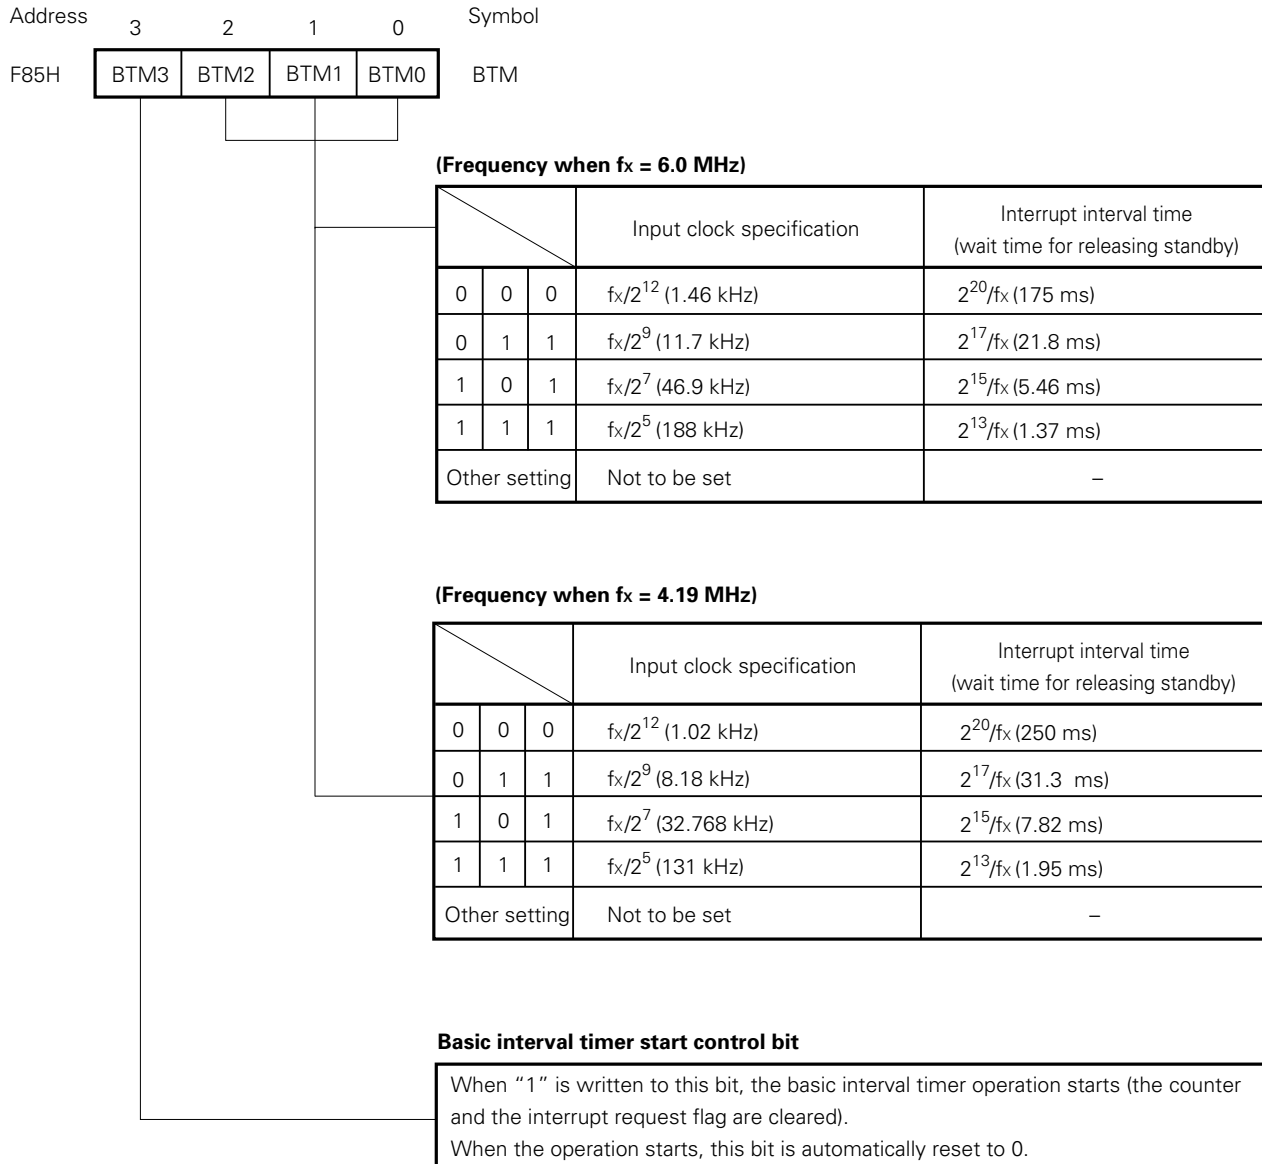 Address 3 2 1 0 Symbol
F85H BTM3 BTM2 BTM1 BTM0 BTM
(Frequency when fx = 6.0 MHz)
Input clock specification Interrupt interval time
(wait time for releasing standby)
0 0 0 fx/2^12 (1.46 kHz) 2^20/fx (175 ms)
0 1 1 fx/2^9 (11.7 kHz) 2^17/fx (21.8 ms)
1 0 1 fx/2^7 (46.9 kHz) 2^15/fx (5.46 ms)
1 1 1 fx/2^5 (188 kHz) 2^13/fx (1.37 ms)
Other setting Not to be set –
(Frequency when fx = 4.19 MHz)
Input clock specification Interrupt interval time
(wait time for releasing standby)
0 0 0 fx/2^12 (1.02 kHz) 2^20/fx (250 ms)
0 1 1 fx/2^9 (8.18 kHz) 2^17/fx (31.3 ms)
1 0 1 fx/2^7 (32.768 kHz) 2^15/fx (7.82 ms)
1 1 1 fx/2^5 (131 kHz) 2^13/fx (1.95 ms)
Other setting Not to be set –
Basic interval timer start control bit
When “1” is written to this bit, the basic interval timer operation starts (the counter
and the interrupt request flag are cleared).
When the operation starts, this bit is automatically reset to 0.